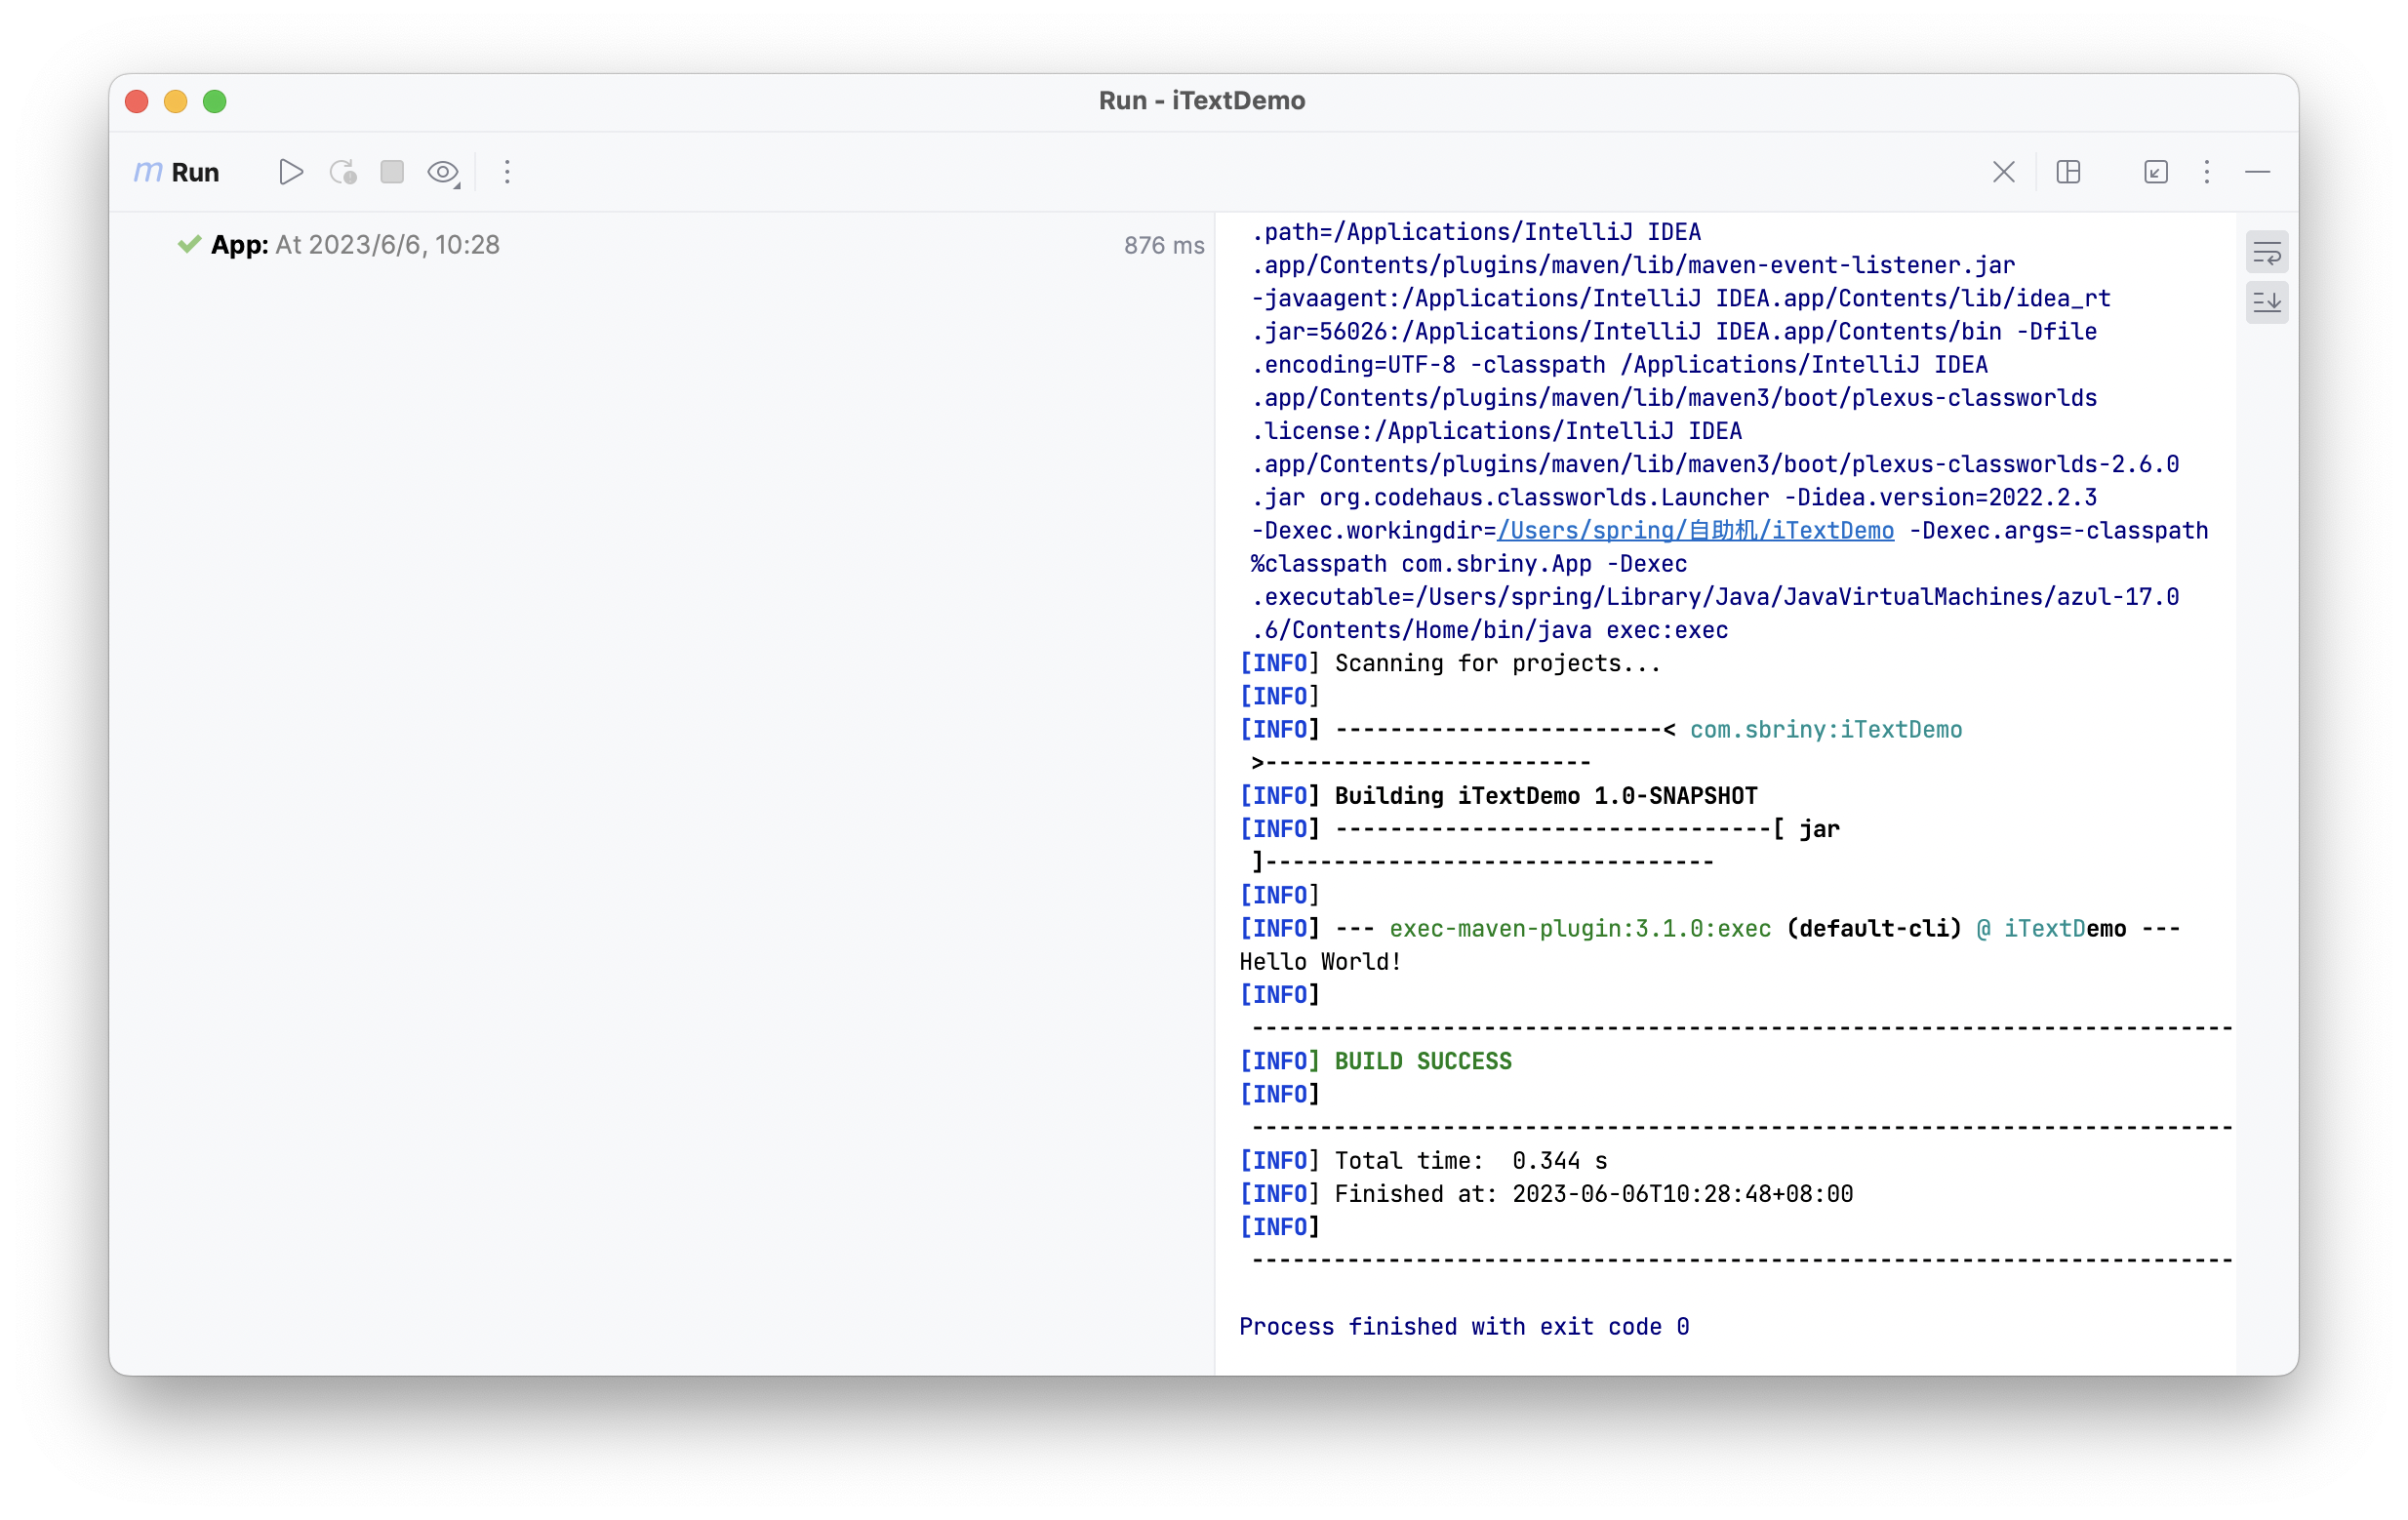 Run - iTextDemo
m Run
App: At 2023/6/6, 10:28 876 ms
.path=/Applications/IntelliJ IDEA
.app/Contents/plugins/maven/lib/maven-event-listener.jar
-javaagent:/Applications/IntelliJ IDEA.app/Contents/lib/idea_rt
.jar=56026:/Applications/IntelliJ IDEA.app/Contents/bin -Dfile
.encoding=UTF-8 -classpath /Applications/IntelliJ IDEA
.app/Contents/plugins/maven/lib/maven3/boot/plexus-classworlds
.license:/Applications/IntelliJ IDEA
.app/Contents/plugins/maven/lib/maven3/boot/plexus-classworlds-2.6.0
.jar org.codehaus.classworlds.Launcher -Didea.version=2022.2.3
-Dexec.workingdir=/Users/spring/自助机/iTextDemo -Dexec.args=-classpath
%classpath com.sbriny.App -Dexec
.executable=/Users/spring/Library/Java/JavaVirtualMachines/azul-17.0
.6/Contents/Home/bin/java exec:exec
[INFO] Scanning for projects...
[INFO]
[INFO] ------------------------< com.sbriny:iTextDemo
>------------------------
[INFO] Building iTextDemo 1.0-SNAPSHOT
[INFO] --------------------------------[ jar
]---------------------------------
[INFO]
[INFO] --- exec-maven-plugin:3.1.0:exec (default-cli) @ iTextDemo ---
Hello World!
[INFO]
------------------------------------------------------------------------
[INFO] BUILD SUCCESS
[INFO]
------------------------------------------------------------------------
[INFO] Total time:  0.344 s
[INFO] Finished at: 2023-06-06T10:28:48+08:00
[INFO]
------------------------------------------------------------------------
Process finished with exit code 0